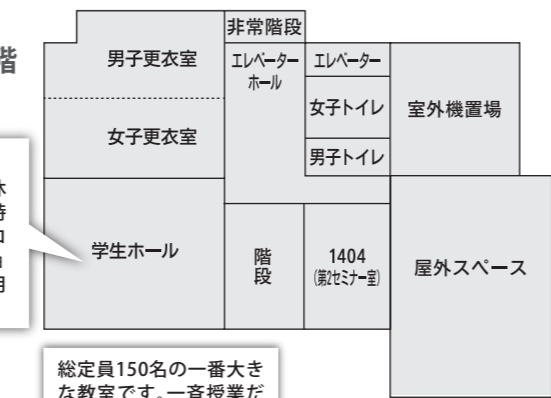 階
非常階段
男子更衣室
エレベーター
ホール
エレベーター
女子トイレ
室外機置場
女子更衣室
男子トイレ
学生ホール
階
段
1404
(第2セミナー室)
屋外スペース
総定員150名の一番大き
な教室です。一斉授業だ